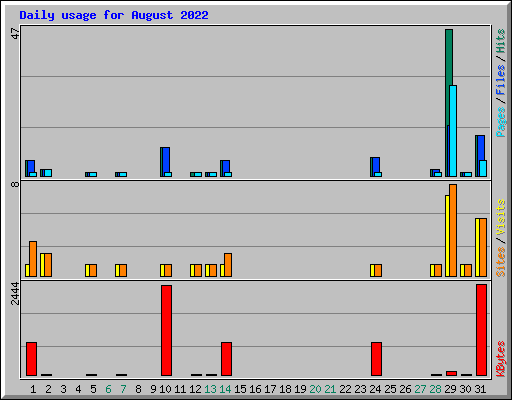 Daily usage for August 2022
47
8
2444
Pages / Files / Hits
Sites / Visits
KBytes
1 2 3 4 5 6 7 8 9 10 11 12 13 14 15 16 17 18 19 20 21 22 23 24 25 26 27 28 29 30 31